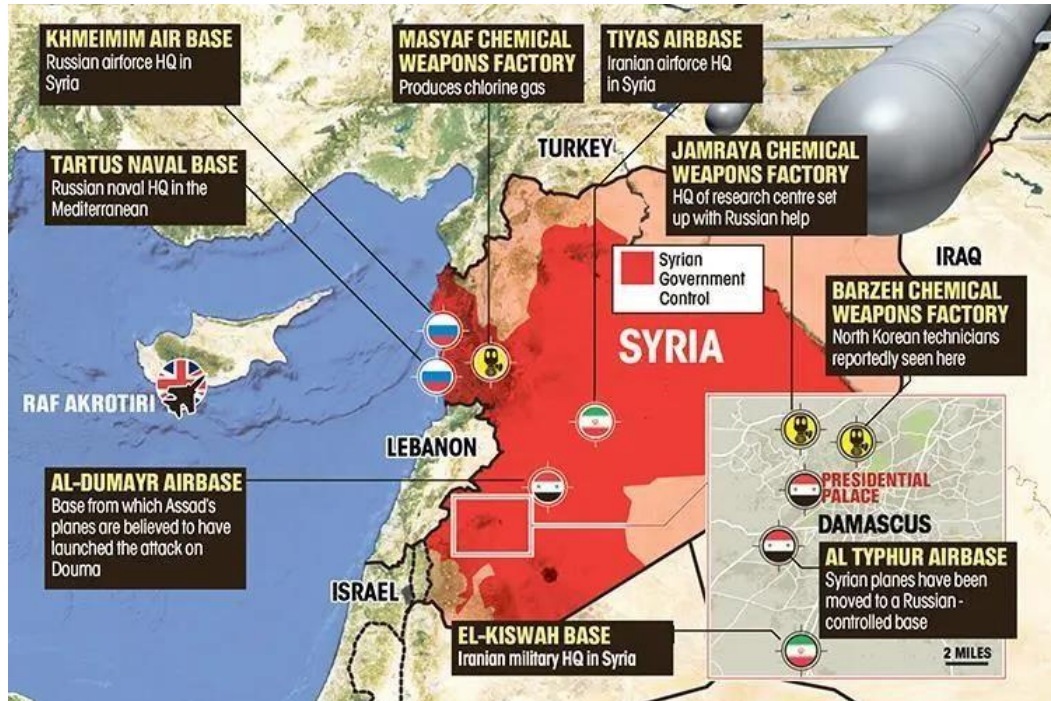 KHMEIMIM AIR BASE
Russian airforce HQ in
Syria
MASYAF CHEMICAL
WEAPONS FACTORY
Produces chlorine gas
TIYAS AIRBASE
Iranian airforce HQ
in Syria
TARTUS NAVAL BASE
Russian naval HQ in the
Mediterranean
TURKEY
JAMRAYA CHEMICAL
WEAPONS FACTORY
HQ of research centre set
up with Russian help
IRAQ
Syrian
Government
Control
BARZEH CHEMICAL
WEAPONS FACTORY
North Korean technicians
reportedly seen here
SYRIA
RAF AKROTIRI
LEBANON
AL-DUMAYR AIRBASE
Base from which Assad's
planes are believed to have
launched the attack on
Douma
PRESIDENTIAL
PALACE
DAMASCUS
AL TYPHUR AIRBASE
Syrian planes have been
moved to a Russian-
controlled base
ISRAEL
EL-KISWAH BASE
Iranian military HQ in Syria
2 MILES